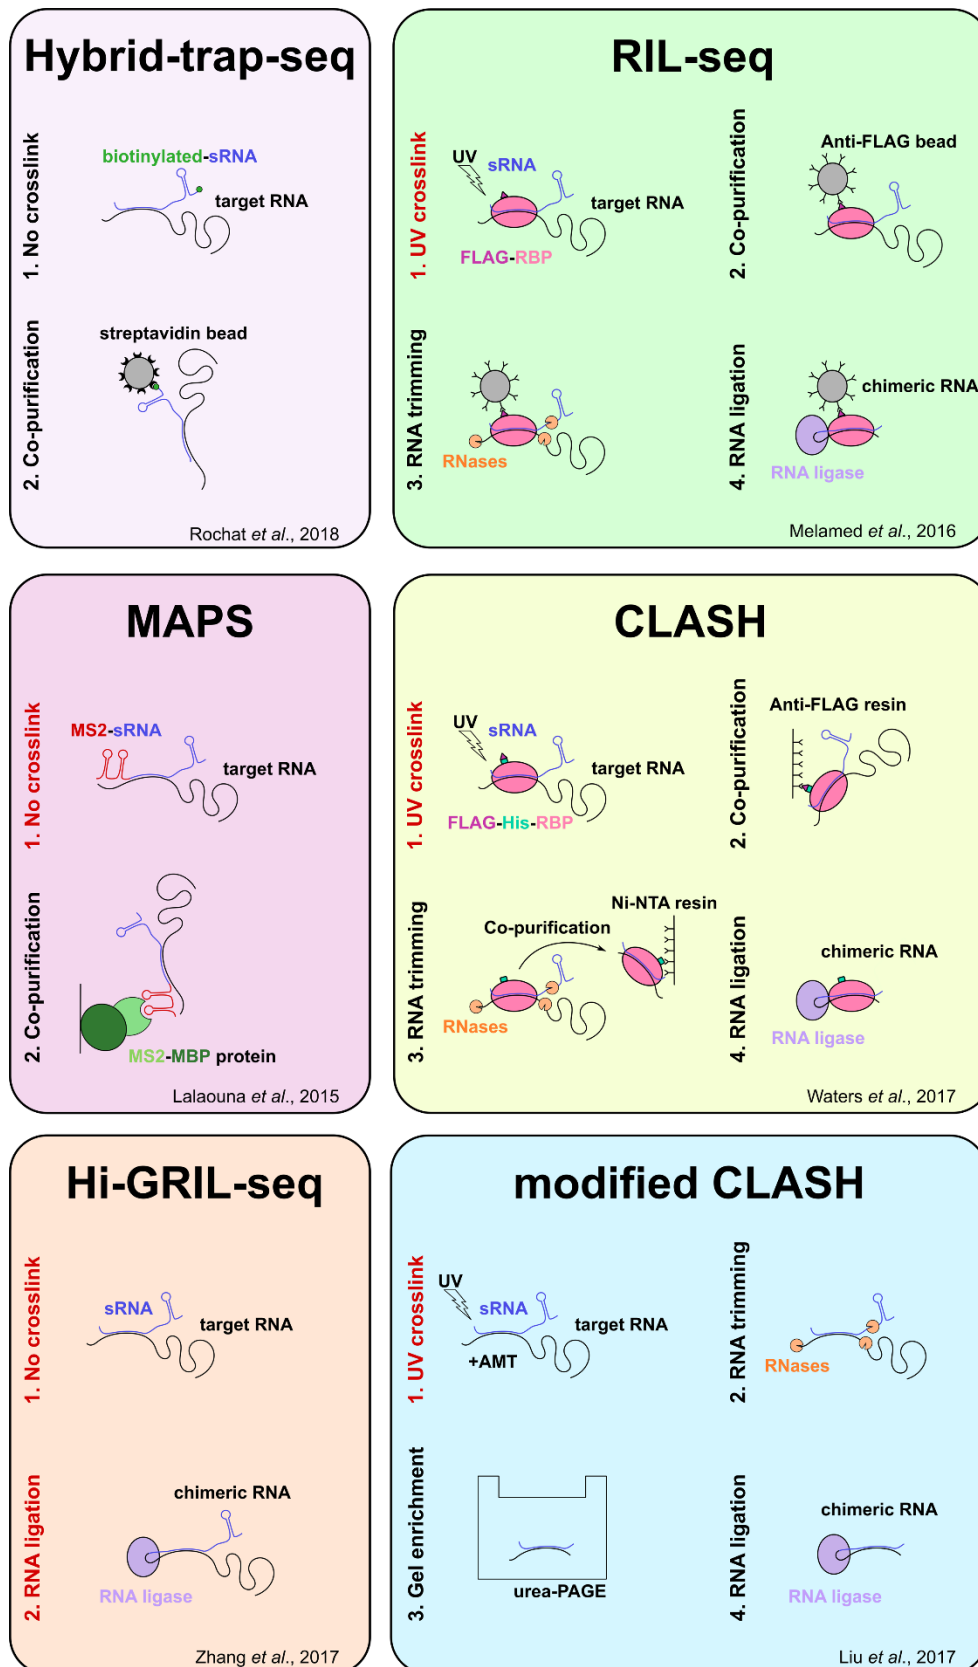 Hybrid-trap-seq
1. No crosslink
biotinylated-sRNA
target RNA
2. Co-purification
streptavidin bead
Rochat et al., 2018
RIL-seq
1. UV crosslink
UV
sRNA
target RNA
FLAG-RBP
2. Co-purification
Anti-FLAG bead
3. RNA trimming
RNases
4. RNA ligation
chimeric RNA
RNA ligase
Melamed et al., 2016
MAPS
1. No crosslink
MS2-sRNA
target RNA
2. Co-purification
MS2-MBP protein
Lalaouna et al., 2015
CLASH
1. UV crosslink
UV
sRNA
target RNA
FLAG-His-RBP
2. Co-purification
Anti-FLAG resin
3. RNA trimming
Co-purification
Ni-NTA resin
RNases
4. RNA ligation
chimeric RNA
RNA ligase
Waters et al., 2017
Hi-GRIL-seq
1. No crosslink
sRNA
target RNA
2. RNA ligation
chimeric RNA
RNA ligase
Zhang et al., 2017
modified CLASH
1. UV crosslink
UV
sRNA
target RNA
+AMT
2. RNA trimming
RNases
3. Gel enrichment
urea-PAGE
4. RNA ligation
chimeric RNA
RNA ligase
Liu et al., 2017